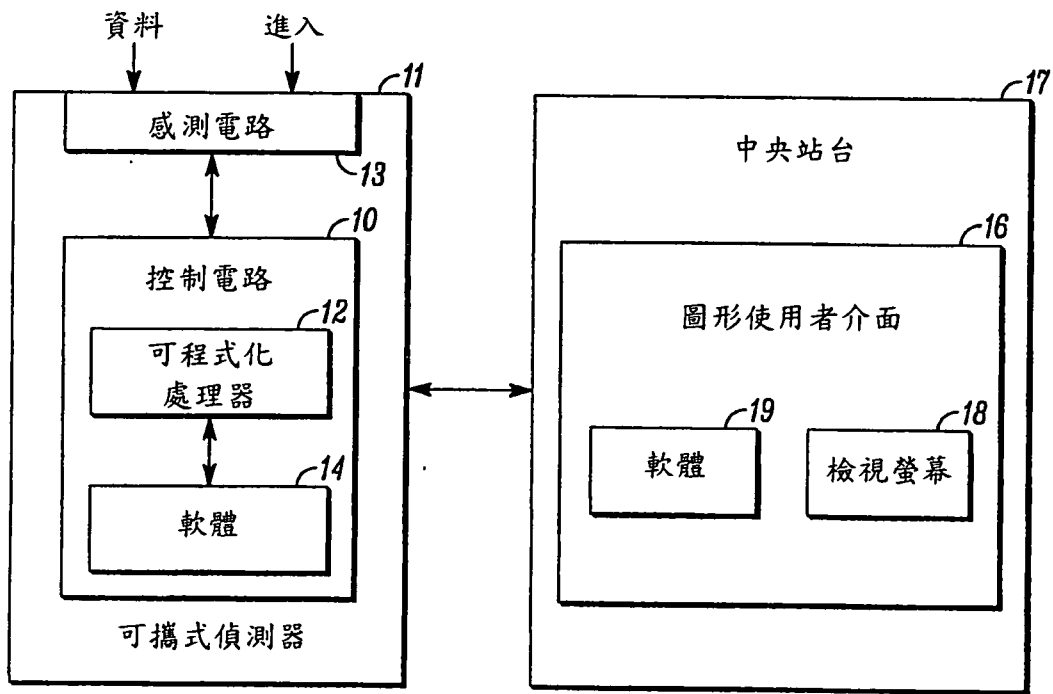 資料 進入
11
感測電路
13
10
控制電路
12
可程式化
處理器
14
軟體
可攜式偵測器
17
中央站台
16
圖形使用者介面
19
軟體
18
檢視螢幕